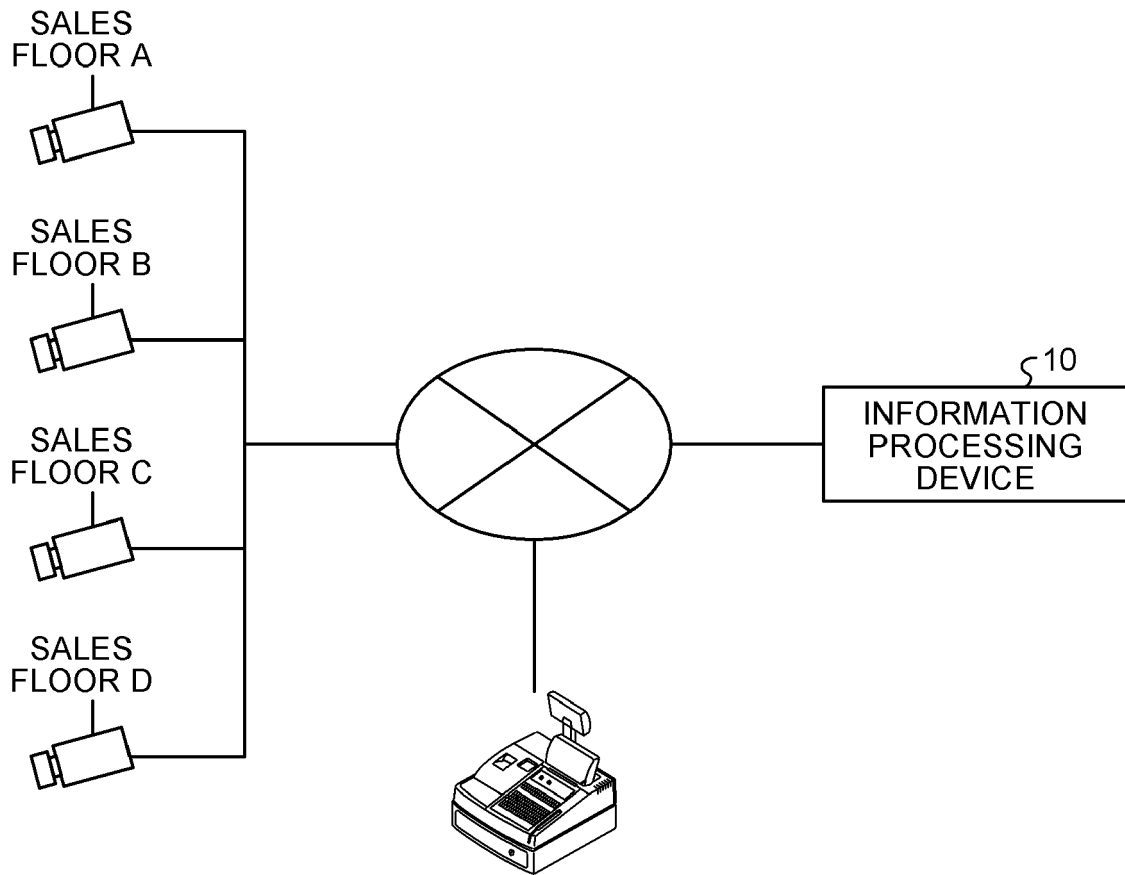 SALES
FLOOR A
SALES
FLOOR B
SALES
FLOOR C
SALES
FLOOR D
10
INFORMATION
PROCESSING
DEVICE